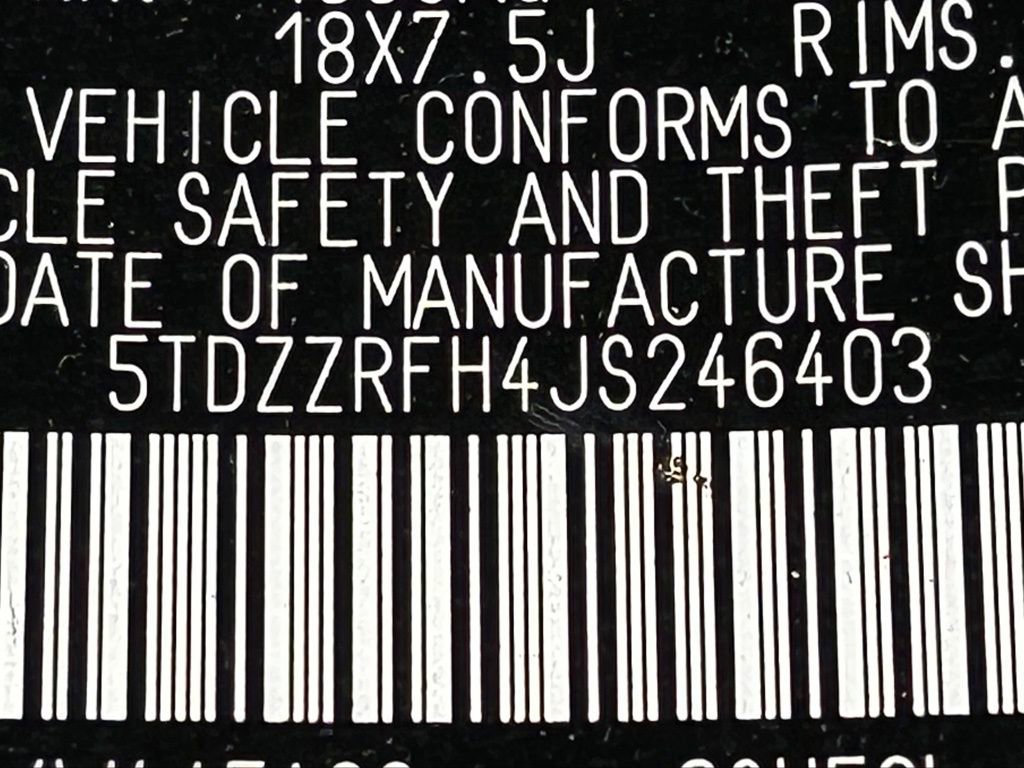 18X7.5J RIMS.
VEHICLE CONFORMS TO A
CLE SAFETY AND THEFT P
DATE OF MANUFACTURE SH
5TDZZRFH4JS246403